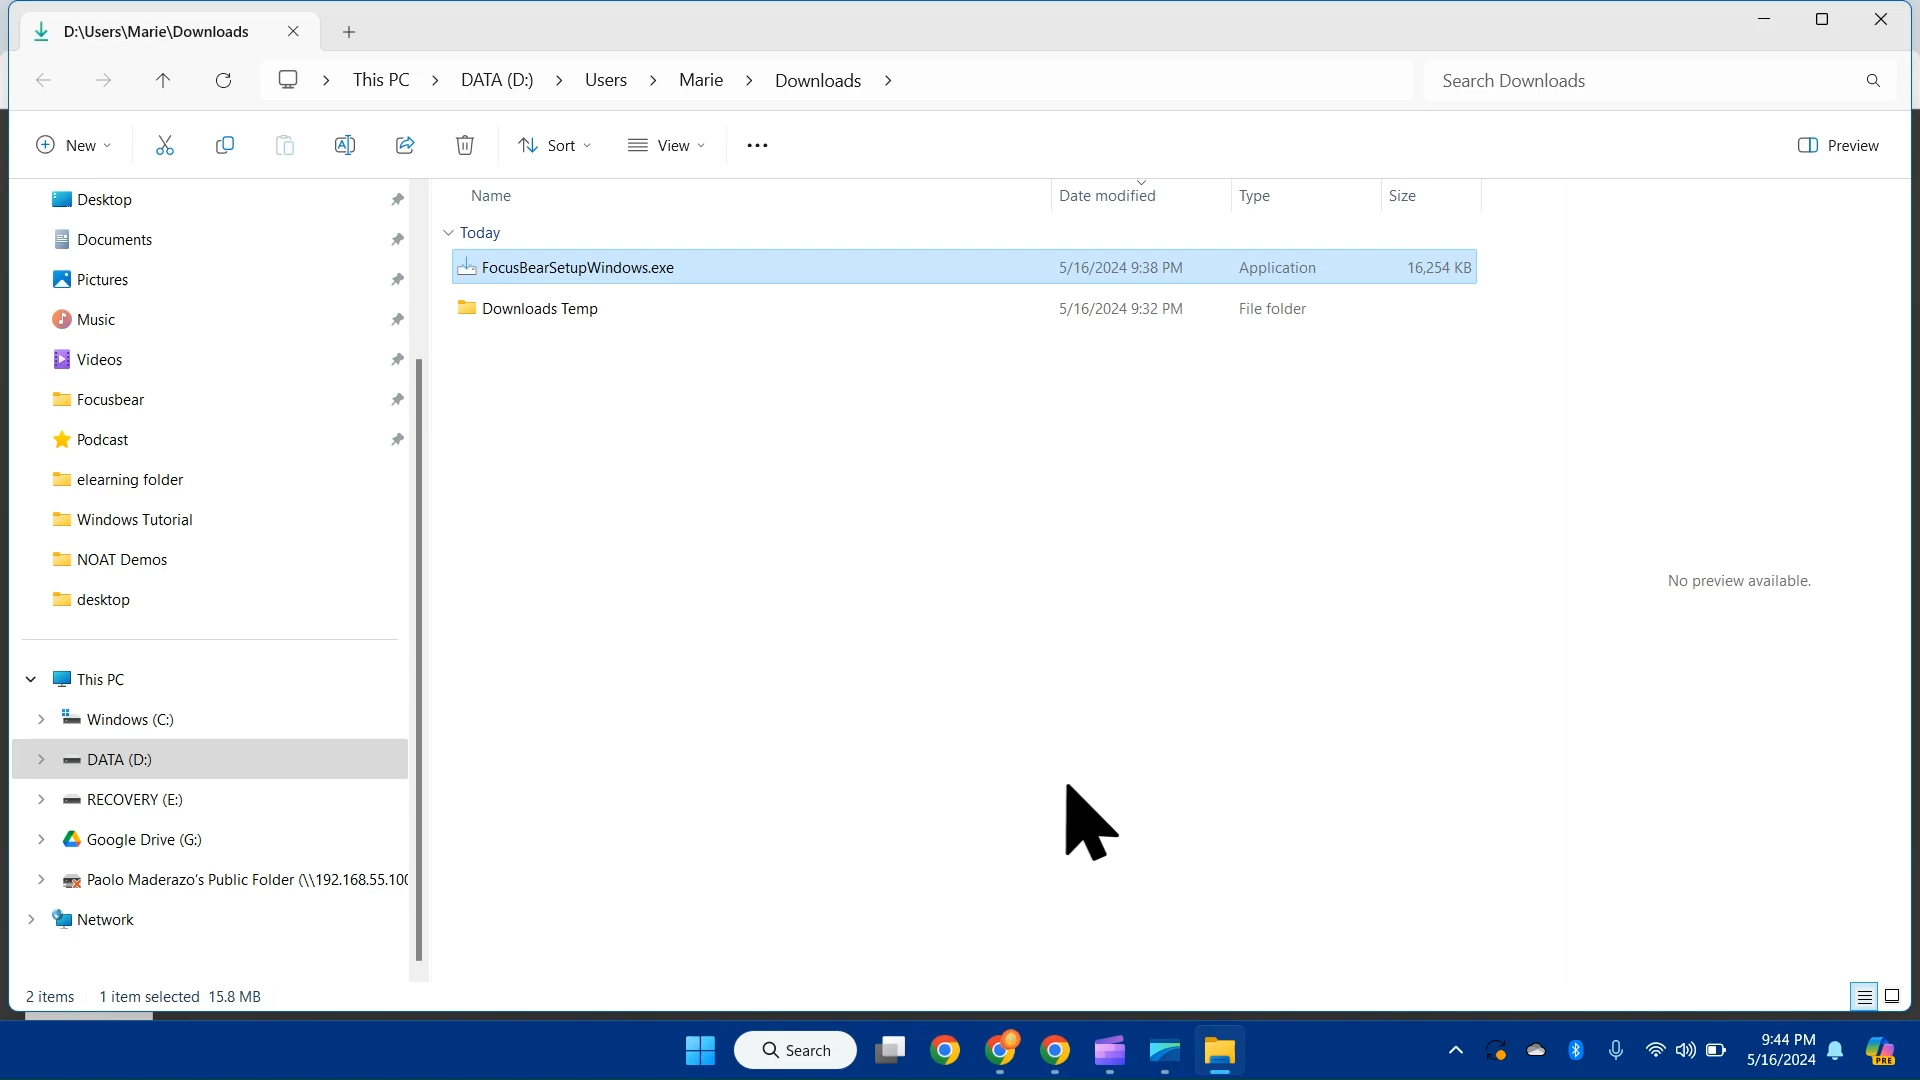 D:\Users\Marie\Downloads
This PC > DATA (D:) > Users > Marie > Downloads >
Search Downloads
New
Sort
View
Preview
Name
Date modified
Type
Size
Today
FocusBearSetupWindows.exe 5/16/2024 9:38 PM Application 16,254 KB
Downloads Temp 5/16/2024 9:32 PM File folder
Desktop
Documents
Pictures
Music
Videos
Focusbear
Podcast
elearning folder
Windows Tutorial
NOAT Demos
desktop
This PC
Windows (C:)
DATA (D:)
RECOVERY (E:)
Google Drive (G:)
Paolo Maderazo's Public Folder (\\192.168.55.100
Network
No preview available.
2 items 1 item selected 15.8 MB
Search
9:44 PM
5/16/2024
PRE